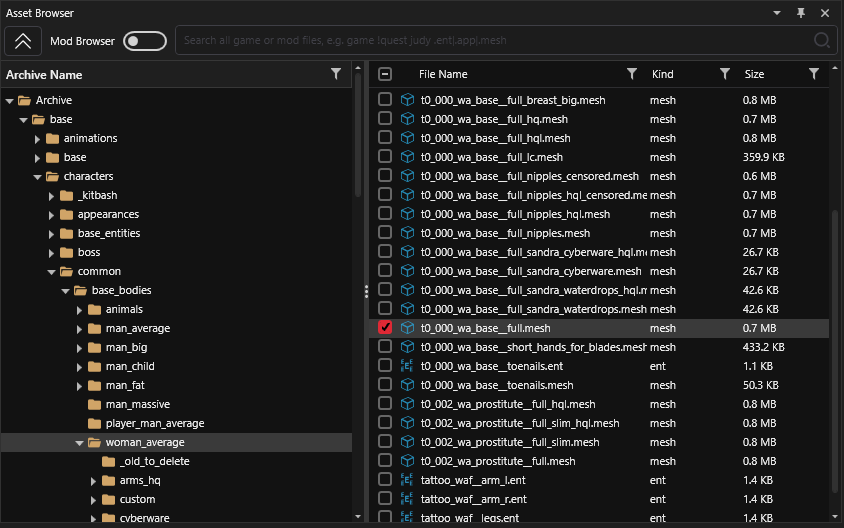 Asset Browser
Mod Browser
Search all game or mod files, e.g. game !quest judy .ent|.app|.mesh
Archive Name
Archive
base
animations
base
characters
_kitbash
appearances
base_entities
boss
common
base_bodies
animals
man_average
man_big
man_child
man_fat
man_massive
player_man_average
woman_average
_old_to_delete
arms_hq
custom
cyberware
File Name Kind Size
t0_000_wa_base__full_breast_big.mesh mesh 0.8 MB
t0_000_wa_base__full_hq.mesh mesh 0.7 MB
t0_000_wa_base__full_hql.mesh mesh 0.8 MB
t0_000_wa_base__full_lc.mesh mesh 359.9 KB
t0_000_wa_base__full_nipples_censored.mesh mesh 0.6 MB
t0_000_wa_base__full_nipples_hql_censored.me mesh 0.7 MB
t0_000_wa_base__full_nipples_hql.mesh mesh 0.7 MB
t0_000_wa_base__full_nipples.mesh mesh 0.7 MB
t0_000_wa_base__full_sandra_cyberware_hql.m mesh 26.7 KB
t0_000_wa_base__full_sandra_cyberware.mesh mesh 26.7 KB
t0_000_wa_base__full_sandra_waterdrops_hql.m mesh 42.6 KB
t0_000_wa_base__full_sandra_waterdrops.mesh mesh 42.6 KB
t0_000_wa_base__full.mesh mesh 0.7 MB
t0_000_wa_base__short_hands_for_blades.mesh mesh 433.2 KB
t0_000_wa_base__toenails.ent ent 1.1 KB
t0_000_wa_base__toenails.mesh mesh 50.3 KB
t0_002_wa_prostitute__full_hql.mesh mesh 0.8 MB
t0_002_wa_prostitute__full_slim_hql.mesh mesh 0.8 MB
t0_002_wa_prostitute__full_slim.mesh mesh 0.8 MB
t0_002_wa_prostitute__full.mesh mesh 0.8 MB
tattoo_waf__arm_l.ent ent 1.4 KB
tattoo_waf__arm_r.ent ent 1.4 KB
tattoo_waf__legs.ent ent 1.4 KB